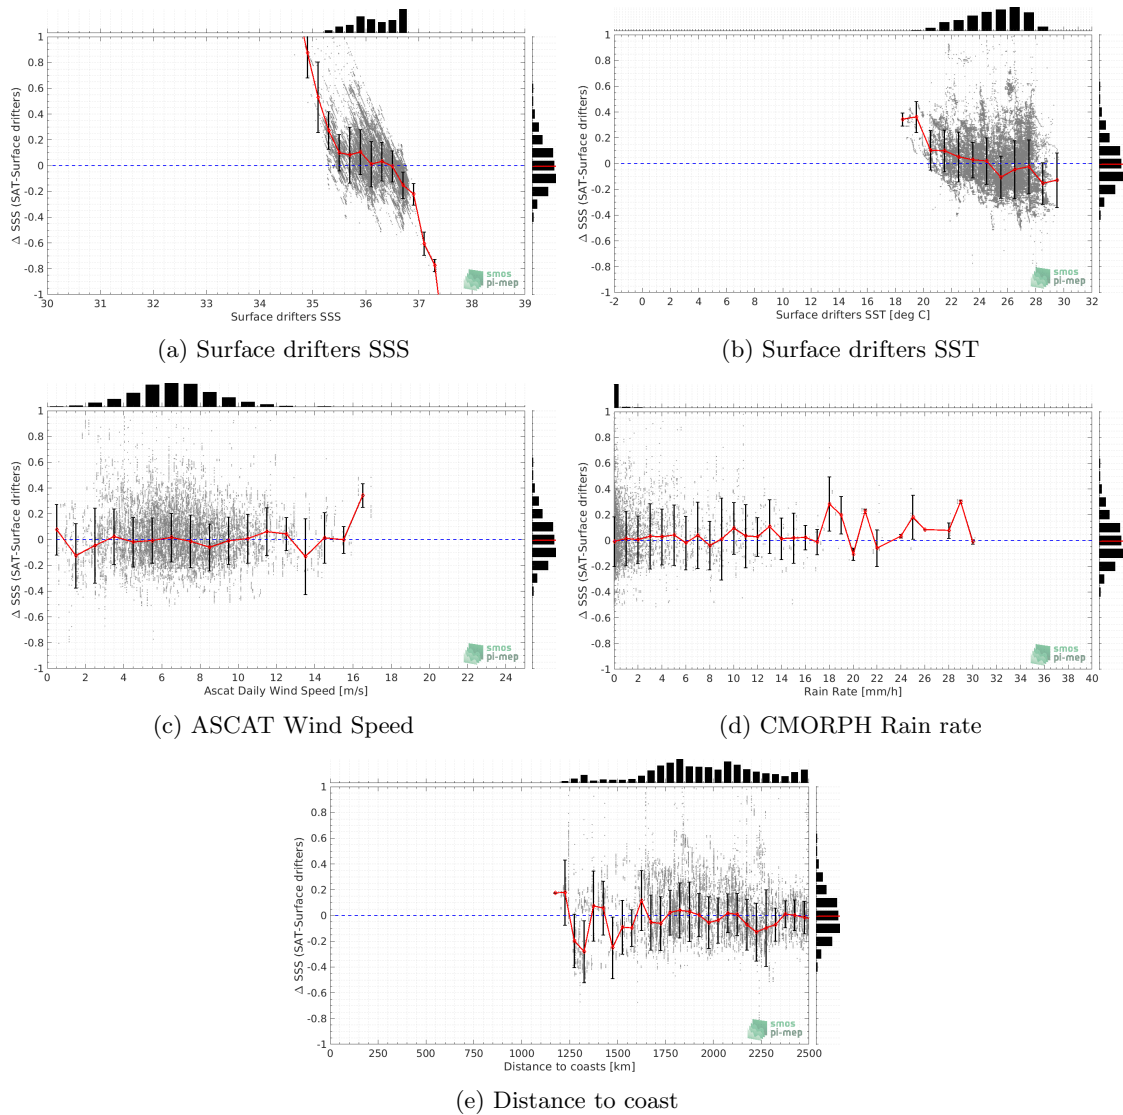 1
0.8
0.6
0.4
0.2
0
-0.2
-0.4
-0.6
-0.8
-1
Δ SSS (SAT-Surface drifters)
30 31 32 33 34 35 36 37 38 39
Surface drifters SSS
smos
pi-mep
(a) Surface drifters SSS
1
0.8
0.6
0.4
0.2
0
-0.2
-0.4
-0.6
-0.8
-1
Δ SSS (SAT-Surface drifters)
-2 0 2 4 6 8 10 12 14 16 18 20 22 24 26 28 30 32
Surface drifters SST [deg C]
smos
pi-mep
(b) Surface drifters SST
1
0.8
0.6
0.4
0.2
0
-0.2
-0.4
-0.6
-0.8
-1
Δ SSS (SAT-Surface drifters)
0 2 4 6 8 10 12 14 16 18 20 22 24
Ascat Daily Wind Speed [m/s]
smos
pi-mep
(c) ASCAT Wind Speed
1
0.8
0.6
0.4
0.2
0
-0.2
-0.4
-0.6
-0.8
-1
Δ SSS (SAT-Surface drifters)
0 2 4 6 8 10 12 14 16 18 20 22 24 26 28 30 32 34 36 38 40
Rain Rate [mm/h]
smos
pi-mep
(d) CMORPH Rain rate
1
0.8
0.6
0.4
0.2
0
-0.2
-0.4
-0.6
-0.8
-1
Δ SSS (SAT-Surface drifters)
0 250 500 750 1000 1250 1500 1750 2000 2250 2500
Distance to coasts [km]
smos
pi-mep
(e) Distance to coast